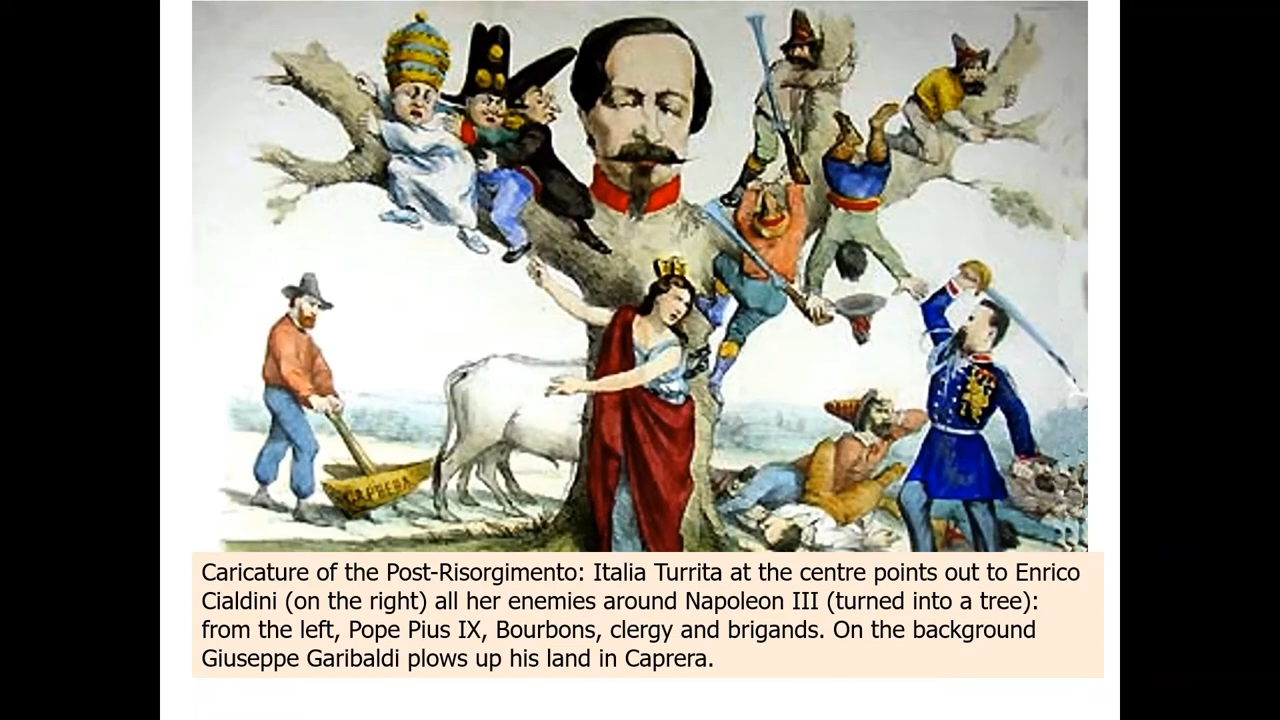 CAPRERA
Caricature of the Post-Risorgimento: Italia Turrita at the centre points out to Enrico
Cialdini (on the right) all her enemies around Napoleon III (turned into a tree):
from the left, Pope Pius IX, Bourbons, clergy and brigands. On the background
Giuseppe Garibaldi plows up his land in Caprera.